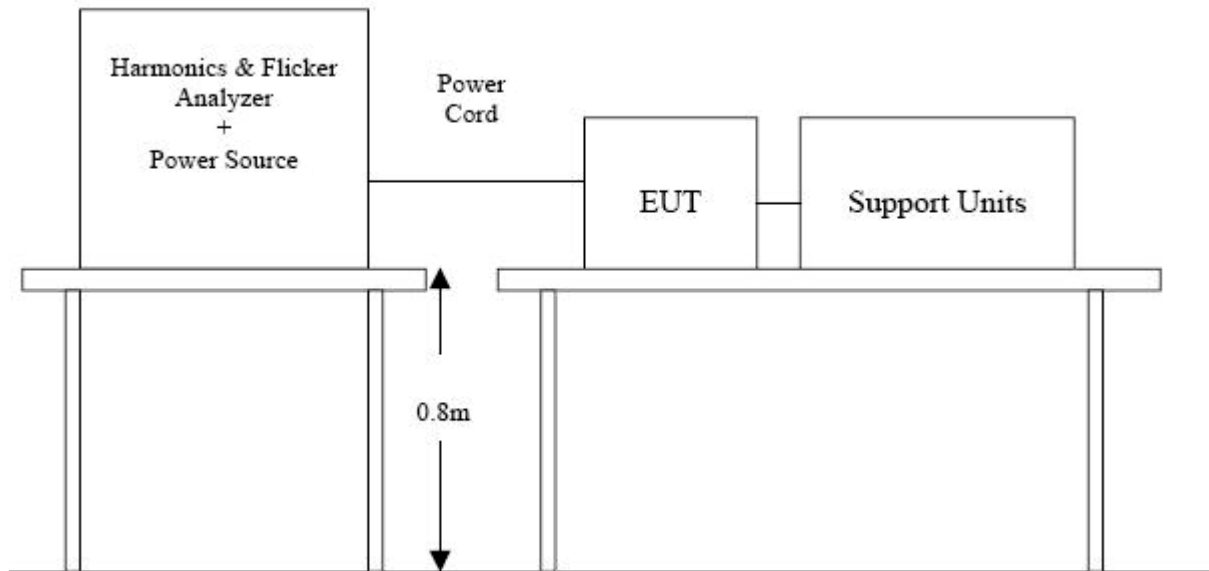 Harmonics & Flicker
Analyzer
+
Power Source
Power
Cord
EUT
Support Units
0.8m